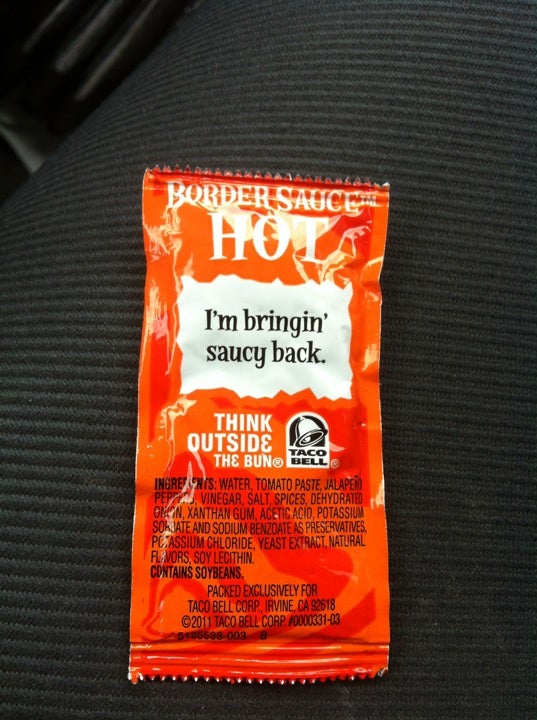 BORDER SAUCE™
HOT
I'm bringin'
saucy back.
THINK
OUTSIDE
THE BUN®
TACO
BELL®
INGREDIENTS: WATER, TOMATO PASTE, JALAPEÑO
PEPPERS, VINEGAR, SALT, SPICES, DEHYDRATED
ONION, XANTHAN GUM, ACETIC ACID, POTASSIUM
SORBATE AND SODIUM BENZOATE AS PRESERVATIVES,
POTASSIUM CHLORIDE, YEAST EXTRACT, NATURAL
FLAVORS, SOY LECITHIN.
CONTAINS SOYBEANS.
PACKED EXCLUSIVELY FOR
TACO BELL CORP., IRVINE, CA 92618
©2011 TACO BELL CORP. #0000331-03
8